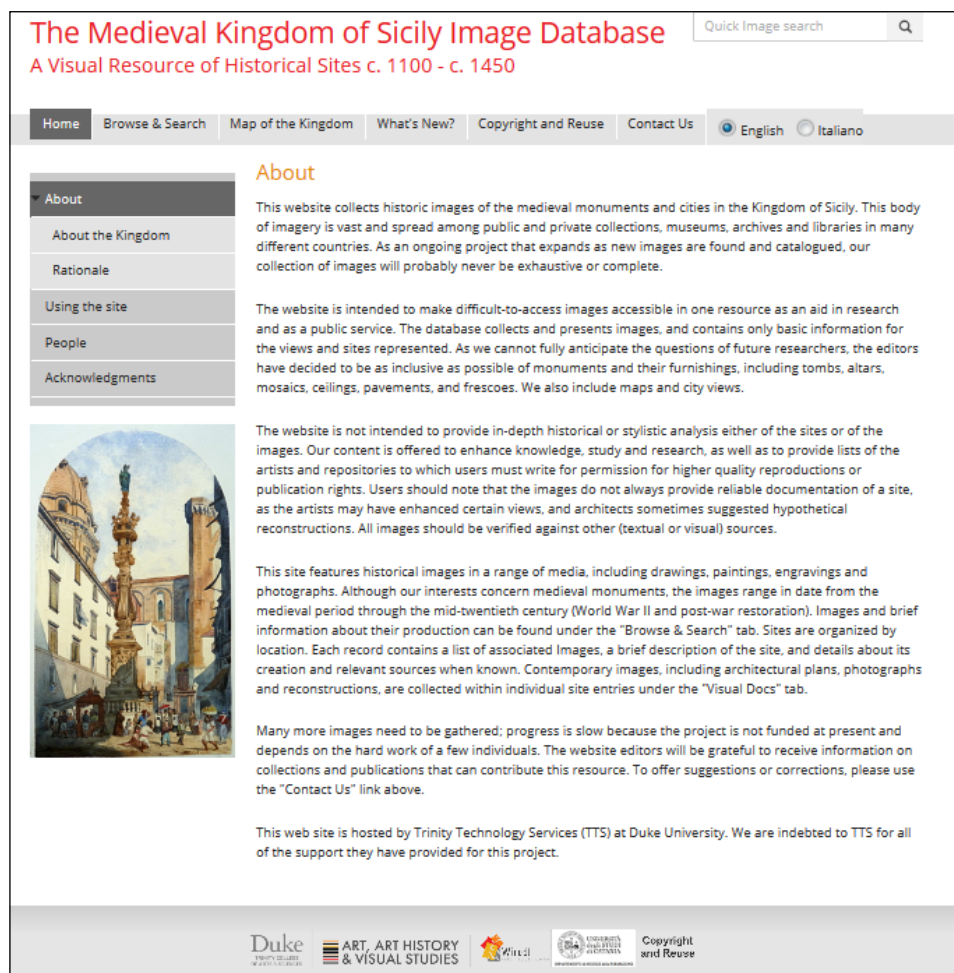 The Medieval Kingdom of Sicily Image Database
Quick Image search
A Visual Resource of Historical Sites c. 1100 - c. 1450
Home Browse & Search Map of the Kingdom What's New? Copyright and Reuse Contact Us English Italiano
About
About the Kingdom
Rationale
Using the site
People
Acknowledgments
About
This website collects historic images of the medieval monuments and cities in the Kingdom of Sicily. This body
of imagery is vast and spread among public and private collections, museums, archives and libraries in many
different countries. As an ongoing project that expands as new images are found and catalogued, our
collection of images will probably never be exhaustive or complete.
The website is intended to make difficult-to-access images accessible in one resource as an aid in research
and as a public service. The database collects and presents images, and contains only basic information for
the views and sites represented. As we cannot fully anticipate the questions of future researchers, the editors
have decided to be as inclusive as possible of monuments and their furnishings, including tombs, altars,
mosaics, ceilings, pavements, and frescoes. We also include maps and city views.
The website is not intended to provide in-depth historical or stylistic analysis either of the sites or of the
images. Our content is offered to enhance knowledge, study and research, as well as to provide lists of the
artists and repositories to which users must write for permission for higher quality reproductions or
publication rights. Users should note that the images do not always provide reliable documentation of a site,
as the artists may have enhanced certain views, and architects sometimes suggested hypothetical
reconstructions. All images should be verified against other (textual or visual) sources.
This site features historical images in a range of media, including drawings, paintings, engravings and
photographs. Although our interests concern medieval monuments, the images range in date from the
medieval period through the mid-twentieth century (World War II and post-war restoration). Images and brief
information about their production can be found under the "Browse & Search" tab. Sites are organized by
location. Each record contains a list of associated Images, a brief description of the site, and details about its
creation and relevant sources when known. Contemporary images, including architectural plans, photographs
and reconstructions, are collected within individual site entries under the "Visual Docs" tab.
Many more images need to be gathered; progress is slow because the project is not funded at present and
depends on the hard work of a few individuals. The website editors will be grateful to receive information on
collections and publications that can contribute this resource. To offer suggestions or corrections, please use
the "Contact Us" link above.
This web site is hosted by Trinity Technology Services (TTS) at Duke University. We are indebted to TTS for all
of the support they have provided for this project.
Duke
TRINITY COLLEGE
ART, ART HISTORY
& VISUAL STUDIES
Wired!
UNIVERSITÀ
degli STUDI
di CATANIA
Copyright
and Reuse